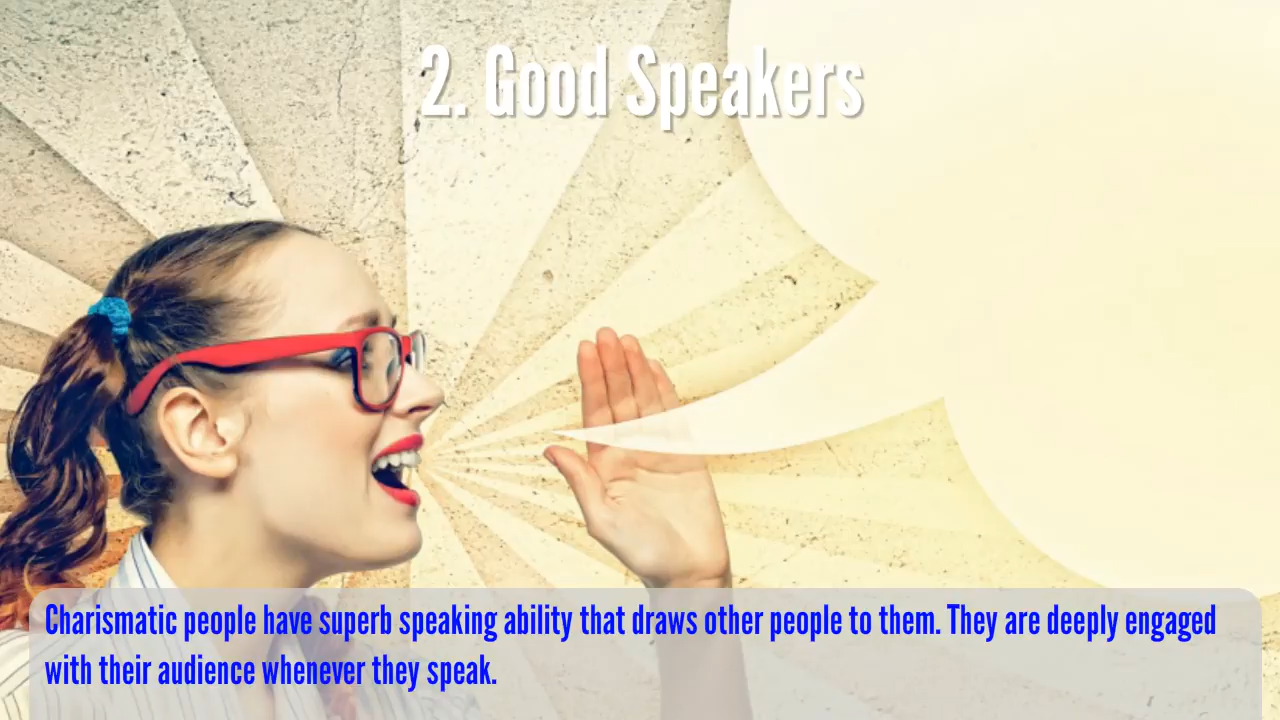 2. Good Speakers
Charismatic people have superb speaking ability that draws other people to them. They are deeply engaged
with their audience whenever they speak.